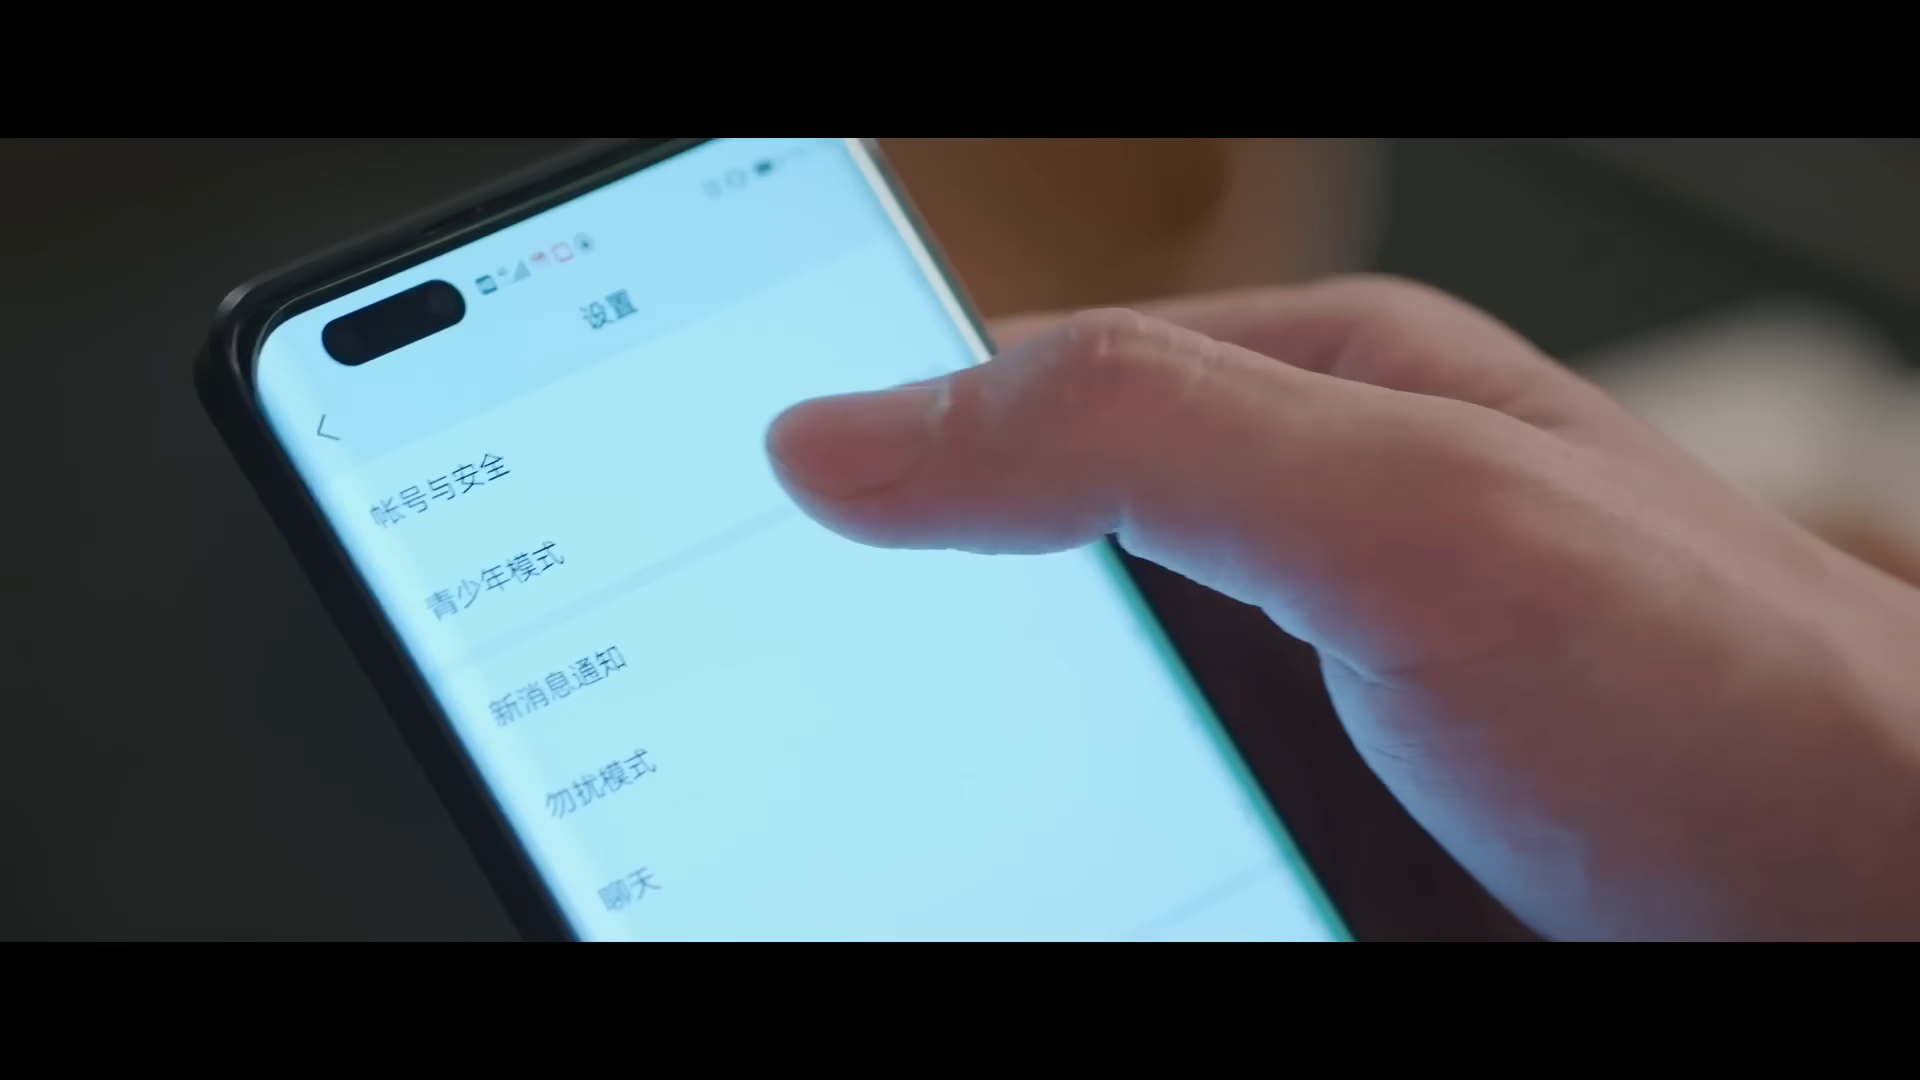 设置
帐号与安全
青少年模式
新消息通知
勿扰模式
聊天